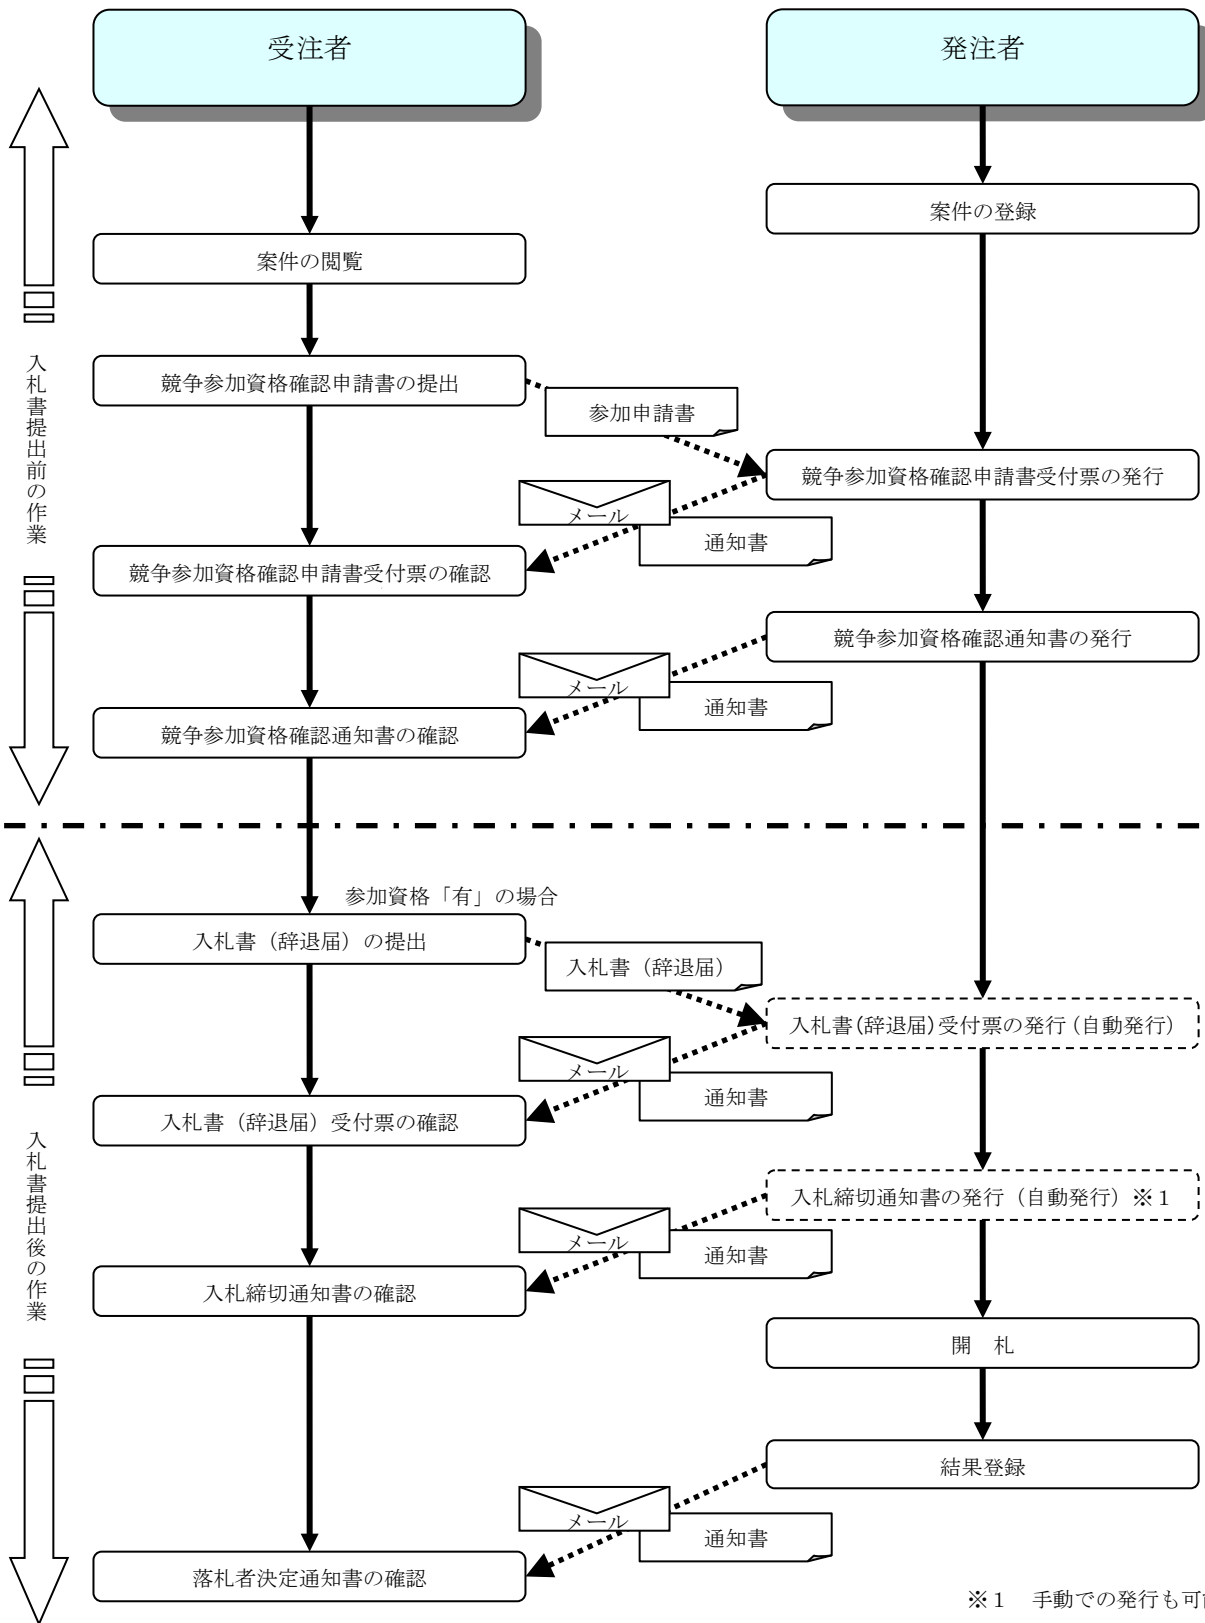 受注者
発注者
案件の登録
案件の閲覧
入札書提出前の作業
競争参加資格確認申請書の提出
参加申請書
競争参加資格確認申請書受付票の発行
メール
通知書
競争参加資格確認申請書受付票の確認
競争参加資格確認通知書の発行
メール
通知書
競争参加資格確認通知書の確認
参加資格「有」の場合
入札書（辞退届）の提出
入札書（辞退届）
入札書(辞退届)受付票の発行(自動発行)
メール
通知書
入札書（辞退届）受付票の確認
入札書提出後の作業
入札締切通知書の発行（自動発行）※１
メール
通知書
入札締切通知書の確認
開　札
結果登録
メール
通知書
落札者決定通知書の確認
※１　手動での発行も可